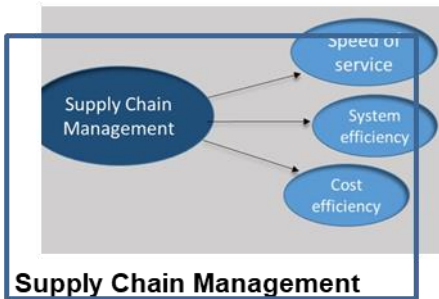 Speed of
service
Supply Chain
Management
System
efficiency
Cost
efficiency
Supply Chain Management